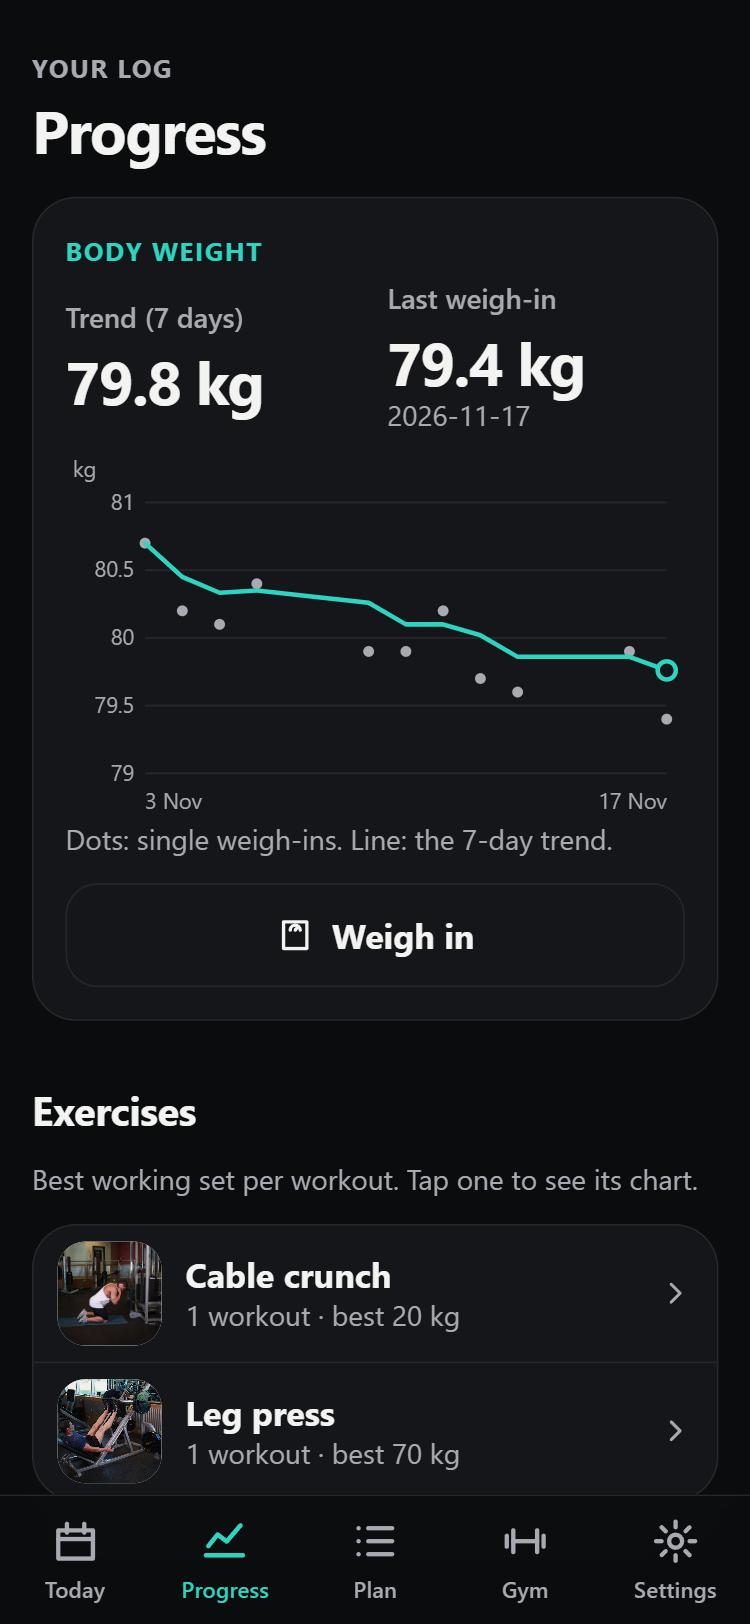 YOUR LOG
Progress
BODY WEIGHT
Trend (7 days)
79.8 kg
Last weigh-in
79.4 kg
2026-11-17
kg
81
80.5
80
79.5
79
3 Nov
17 Nov
Dots: single weigh-ins. Line: the 7-day trend.
Weigh in
Exercises
Best working set per workout. Tap one to see its chart.
Cable crunch
1 workout · best 20 kg
Leg press
1 workout · best 70 kg
Today
Progress
Plan
Gym
Settings